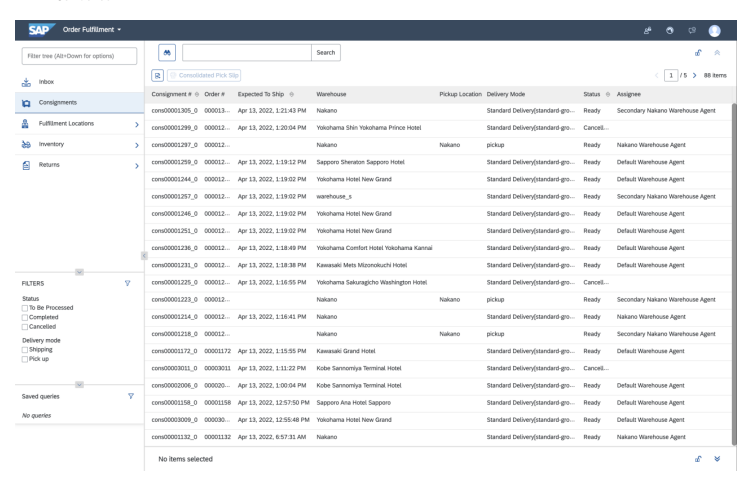 SAP Order Fulfillment
Filter tree (Alt+Down for options)
Search
Inbox
Consignments
Fulfillment Locations
Inventory
Returns
Consolidated Pick Slip
1 / 5 88 items
Consignment # Order # Expected To Ship Warehouse Pickup Location Delivery Mode Status Assignee
cons00001305_0 000013... Apr 13, 2022, 1:21:43 PM Nakano Standard Delivery[standard-gro... Ready Secondary Nakano Warehouse Agent
cons00001299_0 000012... Apr 13, 2022, 1:20:04 PM Yokohama Shin Yokohama Prince Hotel Standard Delivery[standard-gro... Cancell...
cons00001297_0 000012... Nakano Nakano pickup Ready Nakano Warehouse Agent
cons00001259_0 000012... Apr 13, 2022, 1:19:12 PM Sapporo Sheraton Sapporo Hotel Standard Delivery[standard-gro... Ready Default Warehouse Agent
cons00001244_0 000012... Apr 13, 2022, 1:19:02 PM Yokohama Hotel New Grand Standard Delivery[standard-gro... Ready Default Warehouse Agent
cons00001257_0 000012... Apr 13, 2022, 1:19:02 PM warehouse_s Standard Delivery[standard-gro... Ready Secondary Nakano Warehouse Agent
cons00001246_0 000012... Apr 13, 2022, 1:19:02 PM Yokohama Hotel New Grand Standard Delivery[standard-gro... Ready Default Warehouse Agent
cons00001251_0 000012... Apr 13, 2022, 1:19:02 PM Yokohama Hotel New Grand Standard Delivery[standard-gro... Ready Default Warehouse Agent
cons00001236_0 000012... Apr 13, 2022, 1:18:49 PM Yokohama Comfort Hotel Yokohama Kannai Standard Delivery[standard-gro... Ready Default Warehouse Agent
cons00001231_0 000012... Apr 13, 2022, 1:18:38 PM Kawasaki Mets Mizonokuchi Hotel Standard Delivery[standard-gro... Ready Default Warehouse Agent
cons00001225_0 000012... Apr 13, 2022, 1:16:55 PM Yokohama Sakuragicho Washington Hotel Standard Delivery[standard-gro... Cancell...
cons00001223_0 000012... Nakano Nakano pickup Ready Secondary Nakano Warehouse Agent
cons00001214_0 000012... Apr 13, 2022, 1:16:41 PM Nakano Standard Delivery[standard-gro... Ready Nakano Warehouse Agent
cons00001218_0 000012... Nakano Nakano pickup Ready Secondary Nakano Warehouse Agent
cons00001172_0 00001172 Apr 13, 2022, 1:15:55 PM Kawasaki Grand Hotel Standard Delivery[standard-gro... Ready Default Warehouse Agent
cons00003011_0 00003011 Apr 13, 2022, 1:11:22 PM Kobe Sannomiya Terminal Hotel Standard Delivery[standard-gro... Cancell...
cons00002006_0 000020... Apr 13, 2022, 1:00:04 PM Kobe Sannomiya Terminal Hotel Standard Delivery[standard-gro... Ready Default Warehouse Agent
cons00001158_0 00001158 Apr 13, 2022, 12:57:50 PM Sapporo Ana Hotel Sapporo Standard Delivery[standard-gro... Ready Default Warehouse Agent
cons00003009_0 000030... Apr 13, 2022, 12:55:48 PM Yokohama Hotel New Grand Standard Delivery[standard-gro... Ready Default Warehouse Agent
cons00001132_0 00001132 Apr 13, 2022, 6:57:31 AM Nakano Standard Delivery[standard-gro... Ready Nakano Warehouse Agent
FILTERS
Status
To Be Processed
Completed
Cancelled
Delivery mode
Shipping
Pick up
Saved queries
No queries
No items selected